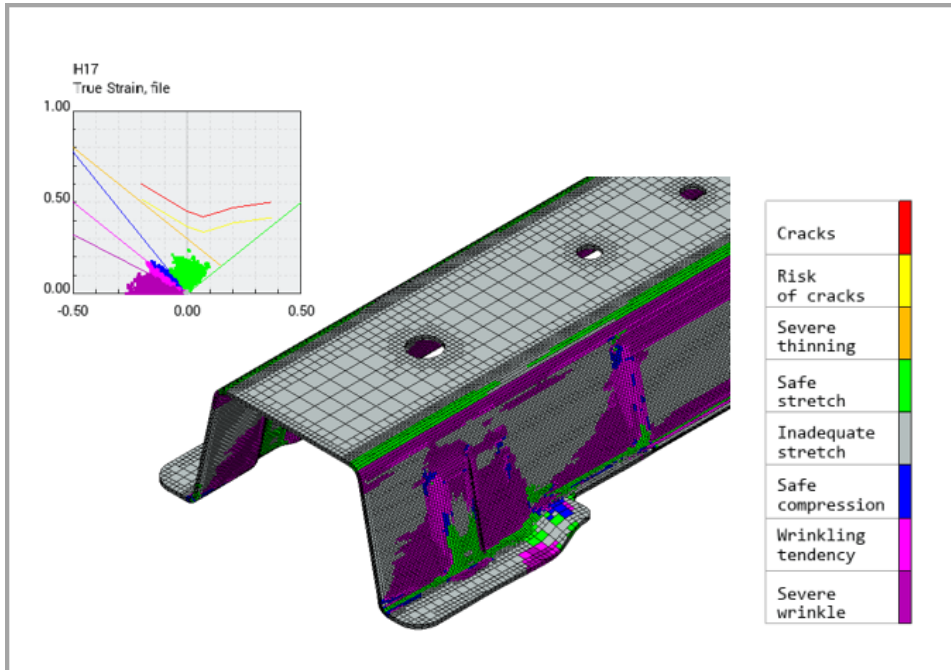 H17
True Strain, file
1.00
0.50
0.00
-0.50
0.00
0.50
Cracks
Risk
of cracks
Severe
thinning
Safe
stretch
Inadequate
stretch
Safe
compression
Wrinkling
tendency
Severe
wrinkle